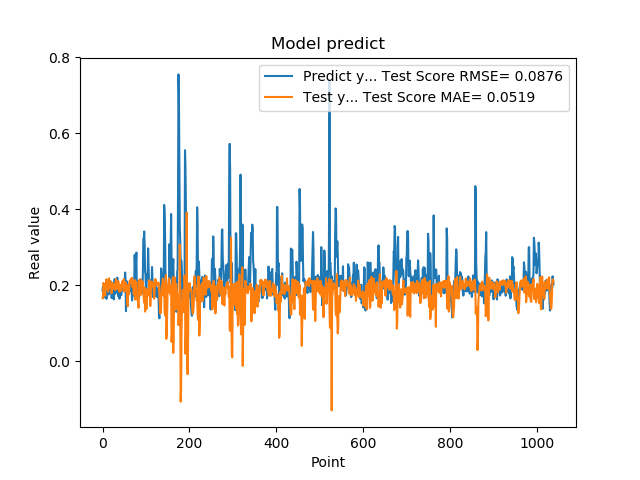 Model predict
Predict y... Test Score RMSE= 0.0876
Test y... Test Score MAE= 0.0519
0.8
0.6
0.4
0.2
0.0
Real value
0 200 400 600 800 1000
Point